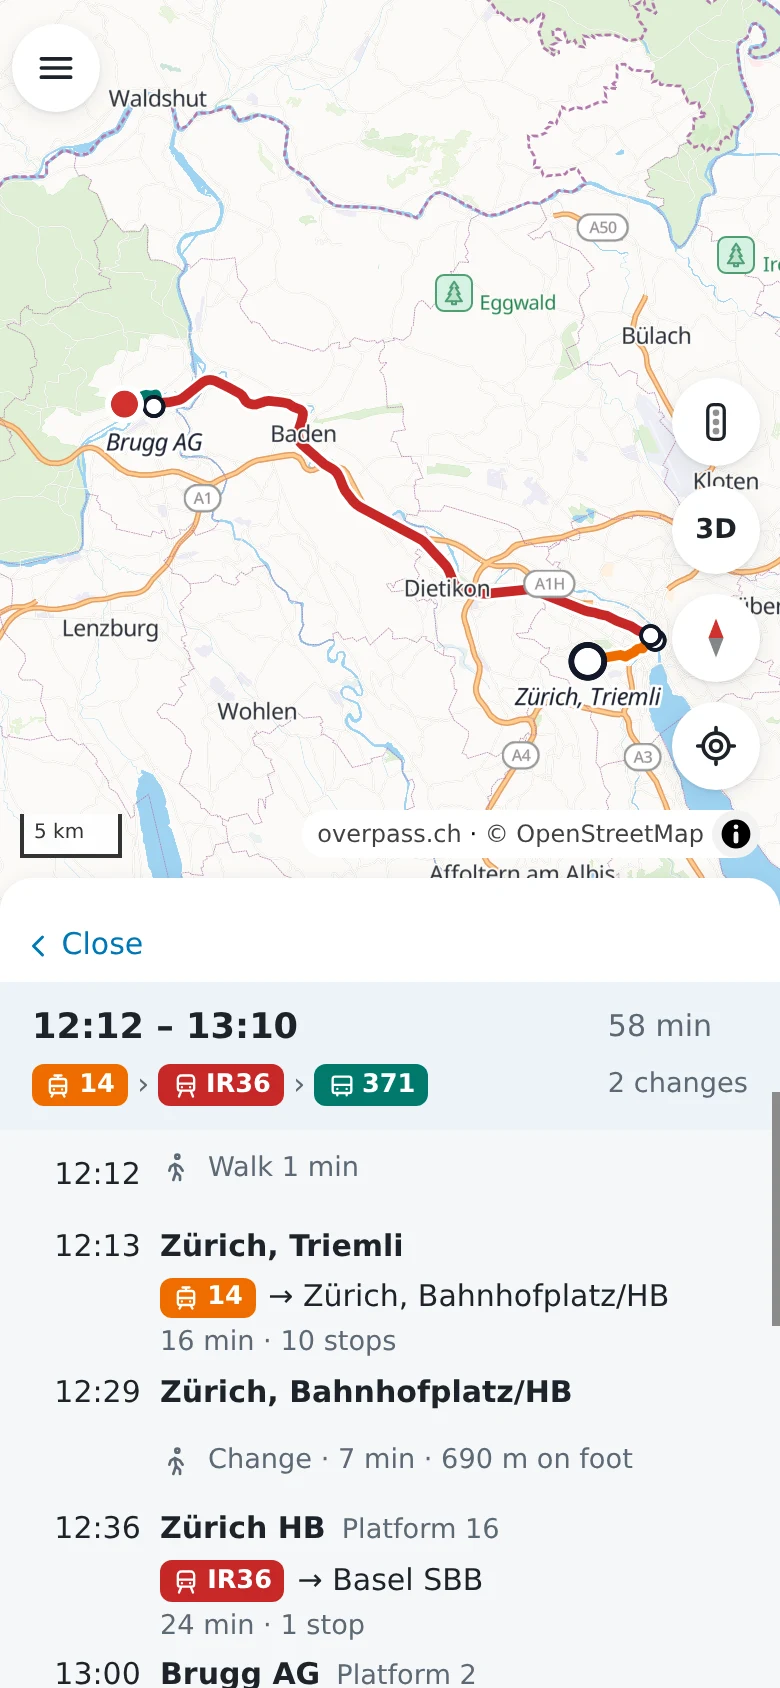 Waldshut
A50
Ir
Eggwald
Bülach
Brugg AG
Baden
Kloten
A1
3D
Dietikon
A1H
über
Lenzburg
Zürich, Triemli
Wohlen
A4
A3
5 km
overpass.ch · © OpenStreetMap
Affoltern am Albis
Close
12:12 – 13:10
58 min
14 › IR36 › 371
2 changes
12:12 Walk 1 min
12:13 Zürich, Triemli
14 → Zürich, Bahnhofplatz/HB
16 min · 10 stops
12:29 Zürich, Bahnhofplatz/HB
Change · 7 min · 690 m on foot
12:36 Zürich HB Platform 16
IR36 → Basel SBB
24 min · 1 stop
13:00 Brugg AG Platform 2